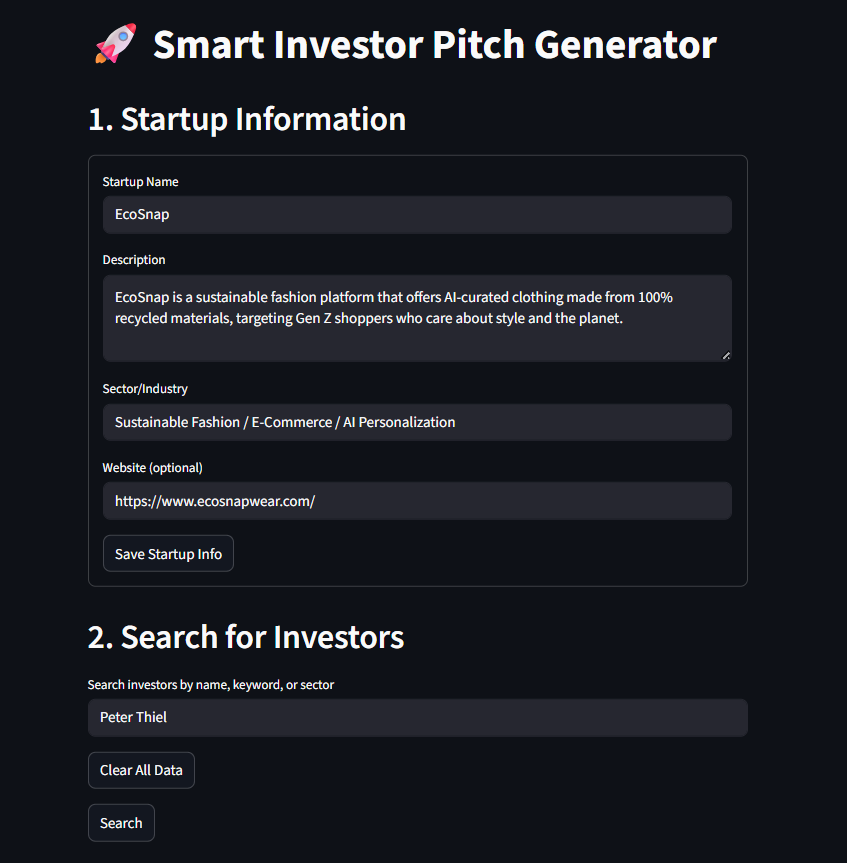 🚀 Smart Investor Pitch Generator
1. Startup Information
Startup Name
EcoSnap
Description
EcoSnap is a sustainable fashion platform that offers AI-curated clothing made from 100%
recycled materials, targeting Gen Z shoppers who care about style and the planet.
Sector/Industry
Sustainable Fashion / E-Commerce / AI Personalization
Website (optional)
https://www.ecosnapwear.com/
Save Startup Info
2. Search for Investors
Search investors by name, keyword, or sector
Peter Thiel
Clear All Data
Search